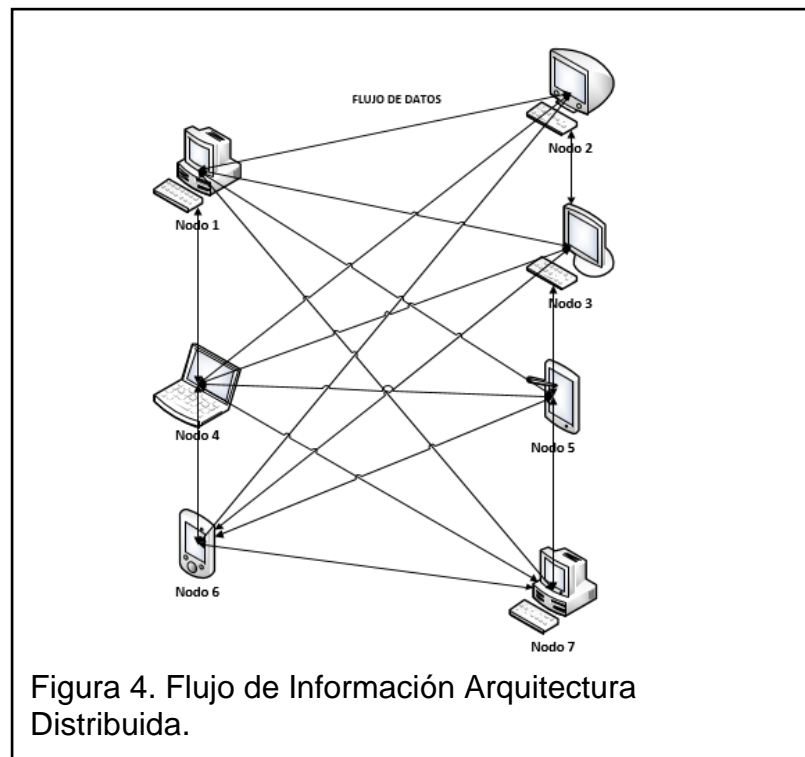 FLUJO DE DATOS
Nodo 2
Nodo 1
Nodo 3
Nodo 4
Nodo 5
Nodo 6
Nodo 7
Figura 4. Flujo de Información Arquitectura
Distribuida.